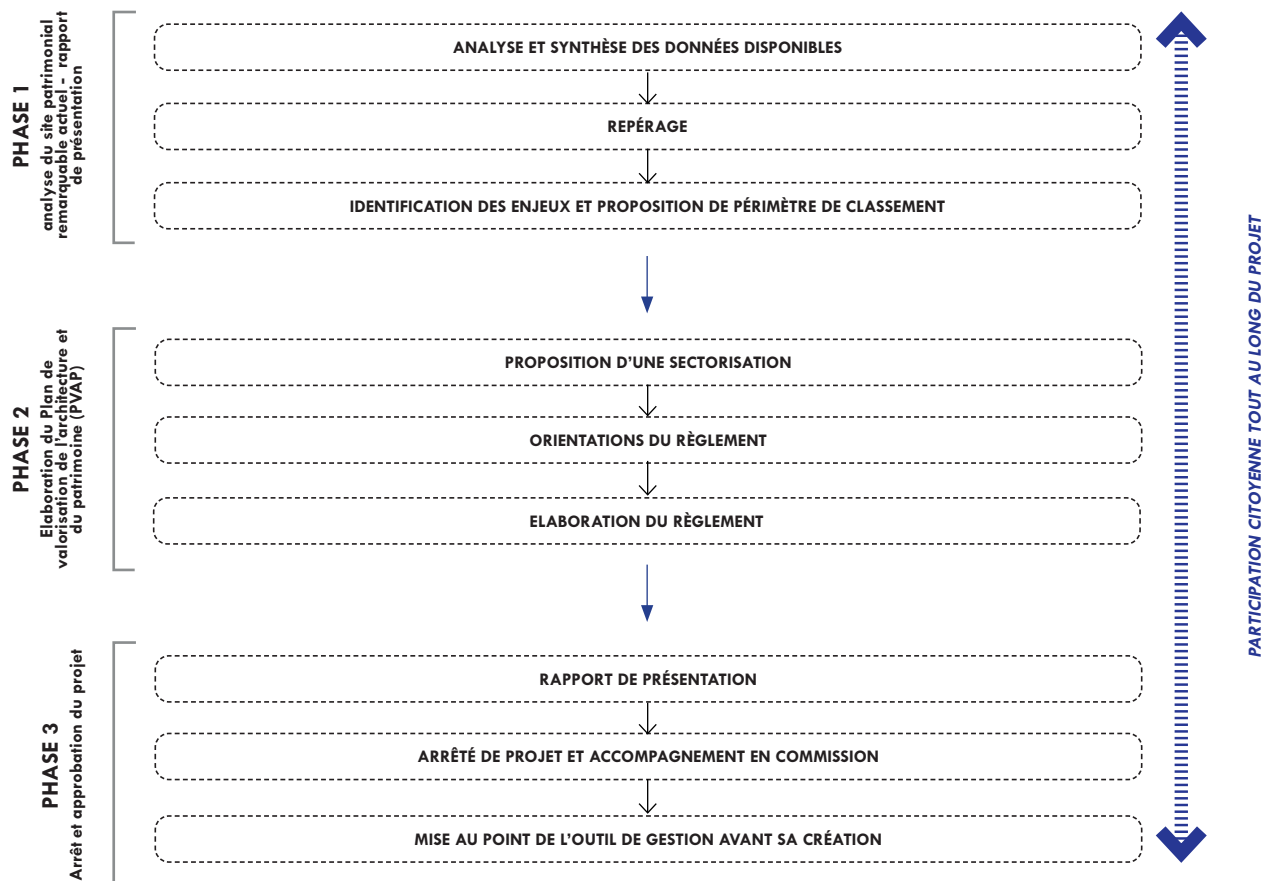 PHASE 1
analyse du site patrimonial
remarquable actuel - rapport
de présentation
ANALYSE ET SYNTHÈSE DES DONNÉES DISPONIBLES
REPÉRAGE
IDENTIFICATION DES ENJEUX ET PROPOSITION DE PÉRIMÈTRE DE CLASSEMENT
PHASE 2
Elaboration du Plan de
valorisation de l'architecture et
du patrimoine (PVAP)
PROPOSITION D'UNE SECTORISATION
ORIENTATIONS DU RÈGLEMENT
ELABORATION DU RÈGLEMENT
PHASE 3
Arrêt et approbation du projet
RAPPORT DE PRÉSENTATION
ARRÊTÉ DE PROJET ET ACCOMPAGNEMENT EN COMMISSION
MISE AU POINT DE L'OUTIL DE GESTION AVANT SA CRÉATION
PARTICIPATION CITOYENNE TOUT AU LONG DU PROJET